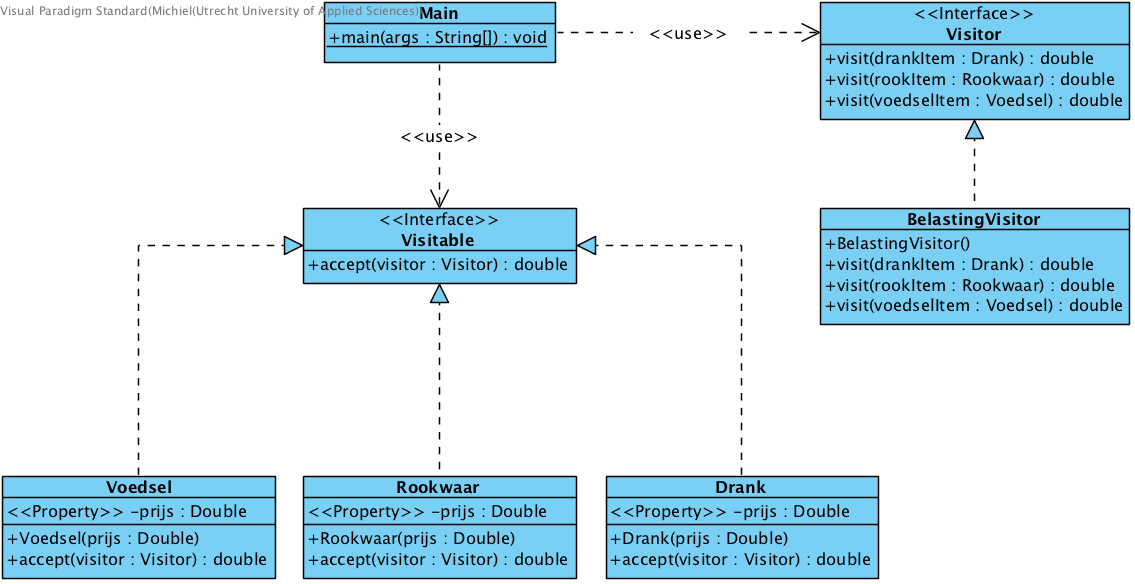 Visual Paradigm Standard(Michiel(Utrecht University of Applied Sciences)
Main
+main(args : String[]) : void
<<use>>
<<Interface>>
Visitor
+visit(drankItem : Drank) : double
+visit(rookItem : Rookwaar) : double
+visit(voedselItem : Voedsel) : double
<<use>>
<<Interface>>
Visitable
+accept(visitor : Visitor) : double
BelastingVisitor
+BelastingVisitor()
+visit(drankItem : Drank) : double
+visit(rookItem : Rookwaar) : double
+visit(voedselItem : Voedsel) : double
Voedsel
<<Property>> -prijs : Double
+Voedsel(prijs : Double)
+accept(visitor : Visitor) : double
Rookwaar
<<Property>> -prijs : Double
+Rookwaar(prijs : Double)
+accept(visitor : Visitor) : double
Drank
<<Property>> -prijs : Double
+Drank(prijs : Double)
+accept(visitor : Visitor) : double